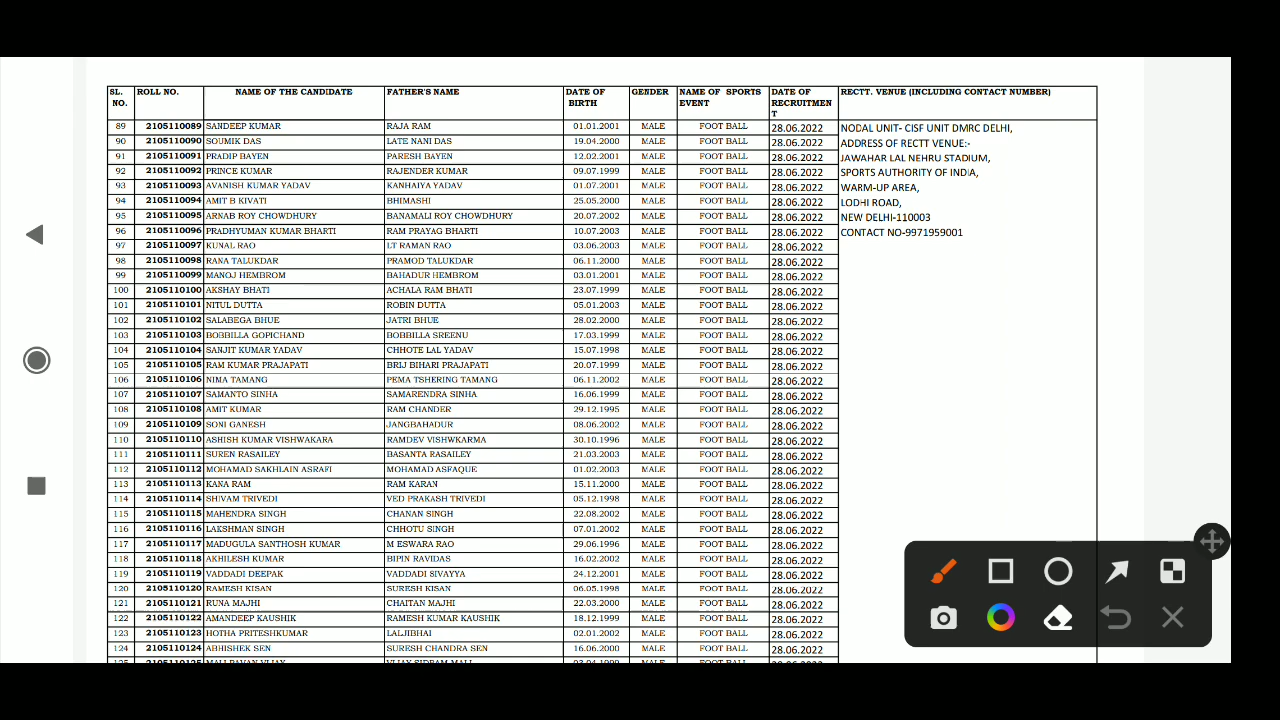 SL. NO. ROLL NO. NAME OF THE CANDIDATE FATHER'S NAME DATE OF BIRTH GENDER NAME OF SPORTS EVENT DATE OF RECRUITMENT RECTT. VENUE (INCLUDING CONTACT NUMBER)
89 2105110089 SANDEEP KUMAR RAJA RAM 01.01.2001 MALE FOOT BALL 28.06.2022 NODAL UNIT- CISF UNIT DMRC DELHI,
90 2105110090 SOUMIK DAS LATE NANI DAS 19.04.2000 MALE FOOT BALL 28.06.2022 ADDRESS OF RECTT VENUE:-
91 2105110091 PRADIP BAYEN PARESH BAYEN 12.02.2001 MALE FOOT BALL 28.06.2022 JAWAHAR LAL NEHRU STADIUM,
92 2105110092 PRINCE KUMAR RAJENDER KUMAR 09.07.1999 MALE FOOT BALL 28.06.2022 SPORTS AUTHORITY OF INDIA,
93 2105110093 AVANISH KUMAR YADAV KANHAIYA YADAV 01.07.2001 MALE FOOT BALL 28.06.2022 WARM-UP AREA,
94 2105110094 AMIT B KIVATI BHIMASHI 25.05.2000 MALE FOOT BALL 28.06.2022 LODHI ROAD,
95 2105110095 ARNAB ROY CHOWDHURY BANAMALI ROY CHOWDHURY 20.07.2002 MALE FOOT BALL 28.06.2022 NEW DELHI-110003
96 2105110096 PRADHYUMAN KUMAR BHARTI RAM PRAYAG BHARTI 10.07.2003 MALE FOOT BALL 28.06.2022 CONTACT NO-9971959001
97 2105110097 KUNAL RAO LT RAMAN RAO 03.06.2003 MALE FOOT BALL 28.06.2022
98 2105110098 RANA TALUKDAR PRAMOD TALUKDAR 06.11.2000 MALE FOOT BALL 28.06.2022
99 2105110099 MANOJ HEMBROM BAHADUR HEMBROM 03.01.2001 MALE FOOT BALL 28.06.2022
100 2105110100 AKSHAY BHATI ACHALA RAM BHATI 23.07.1999 MALE FOOT BALL 28.06.2022
101 2105110101 NITUL DUTTA ROBIN DUTTA 05.01.2003 MALE FOOT BALL 28.06.2022
102 2105110102 SALABEGA BHUE JATRI BHUE 28.02.2000 MALE FOOT BALL 28.06.2022
103 2105110103 BOBBILLA GOPICHAND BOBBILLA SREENU 17.03.1999 MALE FOOT BALL 28.06.2022
104 2105110104 SANJIT KUMAR YADAV CHHOTE LAL YADAV 15.07.1998 MALE FOOT BALL 28.06.2022
105 2105110105 RAM KUMAR PRAJAPATI BRIJ BIHARI PRAJAPATI 20.07.1999 MALE FOOT BALL 28.06.2022
106 2105110106 NIMA TAMANG PEMA TSHERING TAMANG 06.11.2002 MALE FOOT BALL 28.06.2022
107 2105110107 SAMANTO SINHA SAMARENDRA SINHA 16.06.1999 MALE FOOT BALL 28.06.2022
108 2105110108 AMIT KUMAR RAM CHANDER 29.12.1995 MALE FOOT BALL 28.06.2022
109 2105110109 SONI GANESH JANGBAHADUR 08.06.2002 MALE FOOT BALL 28.06.2022
110 2105110110 ASHISH KUMAR VISHWAKARA RAMDEV VISHWKARMA 30.10.1996 MALE FOOT BALL 28.06.2022
111 2105110111 SUREN RASAILEY BASANTA RASAILEY 21.03.2003 MALE FOOT BALL 28.06.2022
112 2105110112 MOHAMAD SAKHLAIN ASRAFI MOHAMAD ASFAQUE 01.02.2003 MALE FOOT BALL 28.06.2022
113 2105110113 KANA RAM RAM KARAN 15.11.2000 MALE FOOT BALL 28.06.2022
114 2105110114 SHIVAM TRIVEDI VED PRAKASH TRIVEDI 05.12.1998 MALE FOOT BALL 28.06.2022
115 2105110115 MAHENDRA SINGH CHANAN SINGH 22.08.2002 MALE FOOT BALL 28.06.2022
116 2105110116 LAKSHMAN SINGH CHHOTU SINGH 07.01.2002 MALE FOOT BALL 28.06.2022
117 2105110117 MADUGULA SANTHOSH KUMAR M ESWARA RAO 29.06.1996 MALE FOOT BALL 28.06.2022
118 2105110118 AKHILESH KUMAR BIPIN RAVIDAS 16.02.2002 MALE FOOT BALL 28.06.2022
119 2105110119 VADDADI DEEPAK VADDADI SIVAYYA 24.12.2001 MALE FOOT BALL 28.06.2022
120 2105110120 RAMESH KISAN SURESH KISAN 06.05.1998 MALE FOOT BALL 28.06.2022
121 2105110121 RUNA MAJHI CHAITAN MAJHI 22.03.2000 MALE FOOT BALL 28.06.2022
122 2105110122 AMANDEEP KAUSHIK RAMESH KUMAR KAUSHIK 18.12.1999 MALE FOOT BALL 28.06.2022
123 2105110123 HOTHA PRITESHKUMAR LALJIBHAI 02.01.2002 MALE FOOT BALL 28.06.2022
124 2105110124 ABHISHEK SEN SURESH CHANDRA SEN 16.06.2000 MALE FOOT BALL 28.06.2022